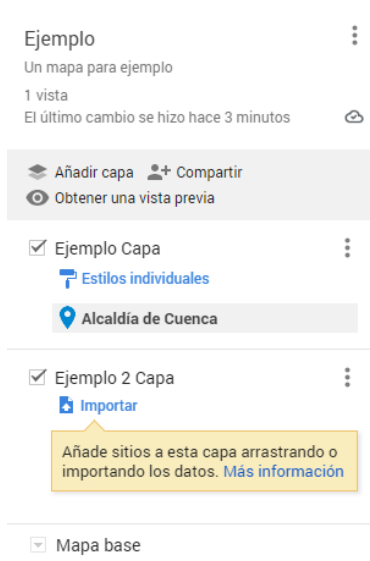 Ejemplo
Un mapa para ejemplo
1 vista
El último cambio se hizo hace 3 minutos
Añadir capa Compartir
Obtener una vista previa
Ejemplo Capa
Estilos individuales
Alcaldía de Cuenca
Ejemplo 2 Capa
Importar
Añade sitios a esta capa arrastrando o
importando los datos. Más información
Mapa base